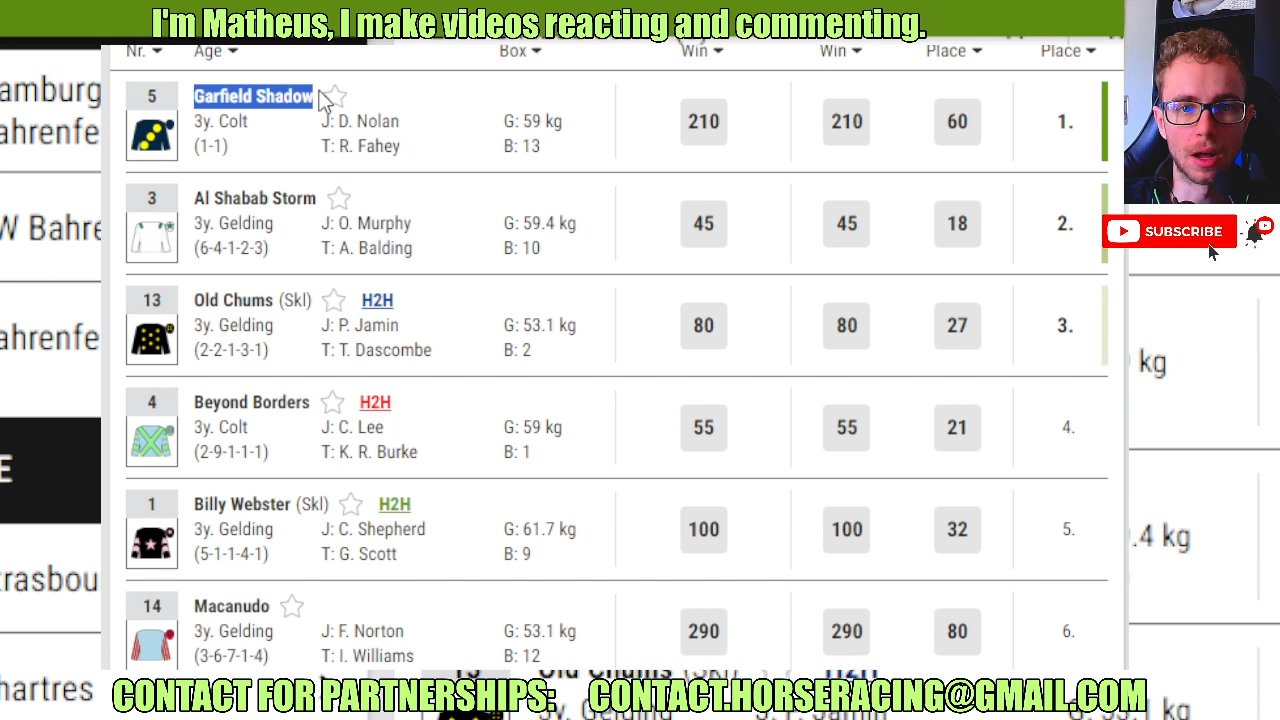 I'm Matheus, I make videos reacting and commenting.
Nr. Age Box Win Win Place Place
5 Garfield Shadow
3y. Colt J: D. Nolan G: 59 kg 210 210 60 1.
(1-1) T: R. Fahey B: 13
3 Al Shabab Storm
3y. Gelding J: O. Murphy G: 59.4 kg 45 45 18 2.
(6-4-1-2-3) T: A. Balding B: 10
SUBSCRIBE
13 Old Chums (Skl) H2H
3y. Gelding J: P. Jamin G: 53.1 kg 80 80 27 3.
(2-2-1-3-1) T: T. Dascombe B: 2
4 Beyond Borders H2H
3y. Colt J: C. Lee G: 59 kg 55 55 21 4.
(2-9-1-1-1) T: K. R. Burke B: 1
1 Billy Webster (Skl) H2H
3y. Gelding J: C. Shepherd G: 61.7 kg 100 100 32 5.
(5-1-1-4-1) T: G. Scott B: 9
14 Macanudo
3y. Gelding J: F. Norton G: 53.1 kg 290 290 80 6.
(3-6-7-1-4) T: I. Williams B: 12
amburg
ahrenfe
W Bahre
ahrenfe
E
trasbou
hartres
kg
.4 kg
CONTACT FOR PARTNERSHIPS: CONTACT.HORSERACING@GMAIL.COM